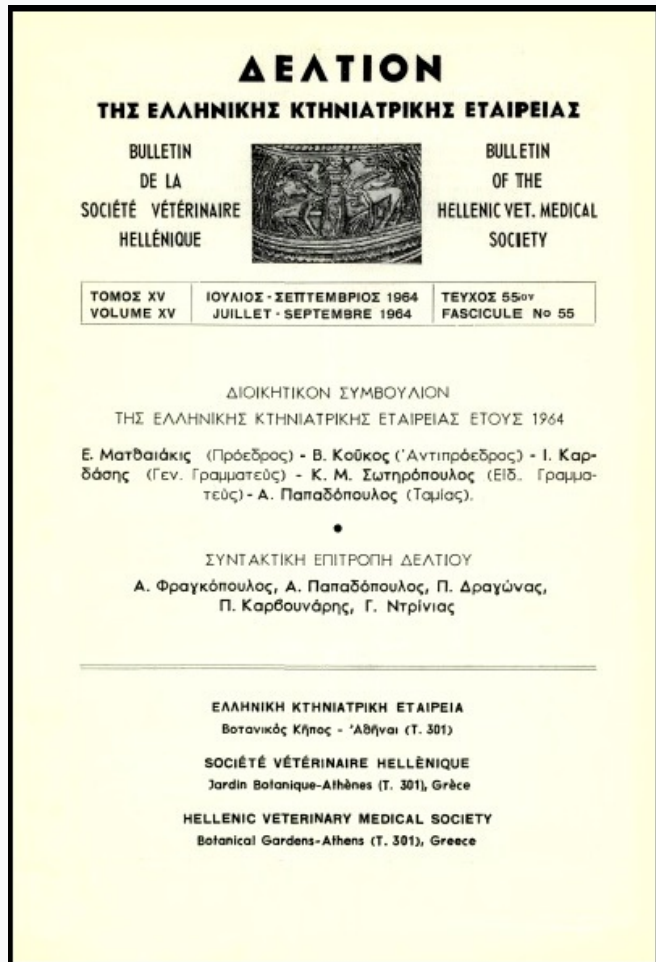 ΔΕΛΤΙΟΝ
ΤΗΣ ΕΛΛΗΝΙΚΗΣ ΚΤΗΝΙΑΤΡΙΚΗΣ ΕΤΑΙΡΕΙΑΣ
BULLETIN
DE LA
SOCIÉTÉ VÉTÉRINAIRE
HELLÉNIQUE
BULLETIN
OF THE
HELLENIC VET. MEDICAL
SOCIETY
ΤΟΜΟΣ XV
VOLUME XV
ΙΟΥΛΙΟΣ - ΣΕΠΤΕΜΒΡΙΟΣ 1964
JUILLET - SEPTEMBRE 1964
ΤΕΥΧΟΣ 55ιον
FASCICULE No 55
ΔΙΟΙΚΗΤΙΚΟΝ ΣΥΜΒΟΥΛΙΟΝ
ΤΗΣ ΕΛΛΗΝΙΚΗΣ ΚΤΗΝΙΑΤΡΙΚΗΣ ΕΤΑΙΡΕΙΑΣ ΕΤΟΥΣ 1964
Ε. Ματθαιάκις (Πρόεδρος) - Β. Κοῦκος (Ἀντιπρόεδρος) - Ι. Καρ-
δάσης (Γεν. Γραμματεὺς) - Κ. Μ. Σωτηρόπουλος (Εἰδ. Γραμμα-
τεὺς) - Α. Παπαδόπουλος (Ταμίας).
●
ΣΥΝΤΑΚΤΙΚΗ ΕΠΙΤΡΟΠΗ ΔΕΛΤΙΟΥ
Α. Φραγκόπουλος, Α. Παπαδόπουλος, Π. Δραγώνας,
Π. Καρβουνάρης, Γ. Ντρίνιας
ΕΛΛΗΝΙΚΗ ΚΤΗΝΙΑΤΡΙΚΗ ΕΤΑΙΡΕΙΑ
Βοτανικὸς Κῆπος - Ἀθῆναι (Τ. 301)
SOCIÉTÉ VÉTÉRINAIRE HELLÈNIQUE
Jardin Botanique-Athènes (T. 301), Grèce
HELLENIC VETERINARY MEDICAL SOCIETY
Botanical Gardens-Athens (T. 301), Greece